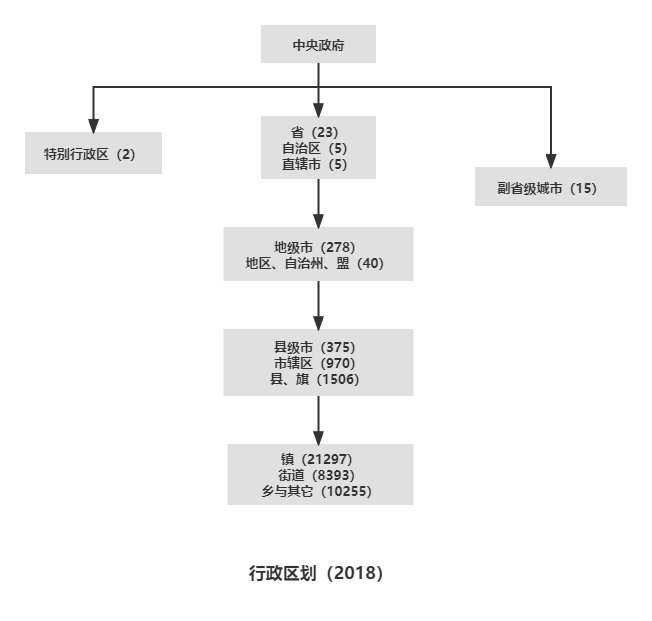 中央政府
特别行政区（2）
省（23）
自治区（5）
直辖市（5）
副省级城市（15）
地级市（278）
地区、自治州、盟（40）
县级市（375）
市辖区（970）
县、旗（1506）
镇（21297）
街道（8393）
乡与其它（10255）
行政区划（2018）